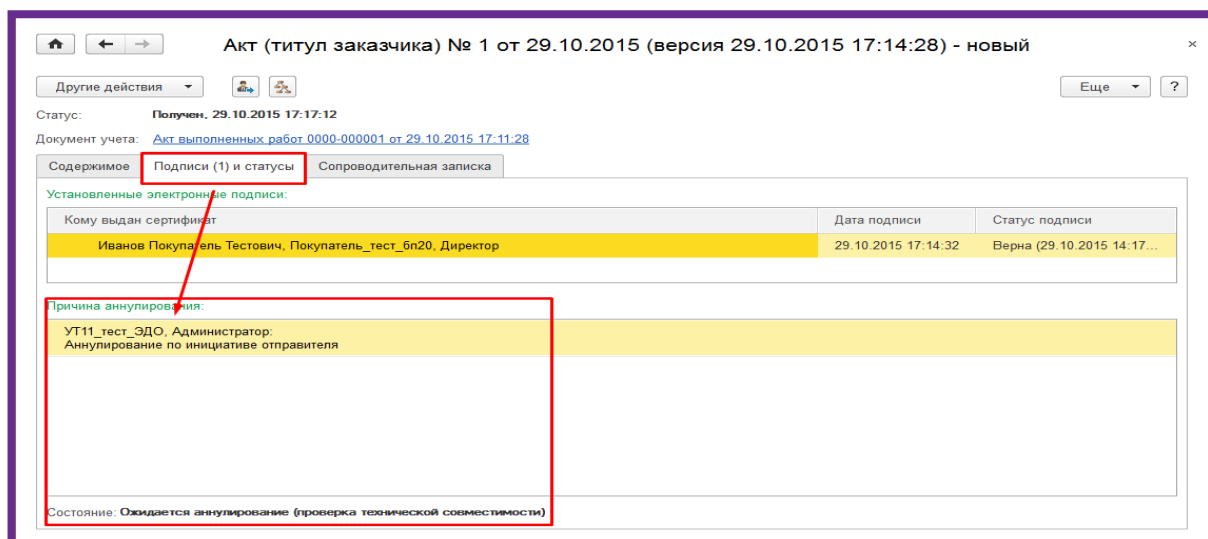 Акт (титул заказчика) № 1 от 29.10.2015 (версия 29.10.2015 17:14:28) - новый
Другие действия
Еще
?
Статус: Получен, 29.10.2015 17:17:12
Документ учета: Акт выполненных работ 0000-000001 от 29.10.2015 17:11:28
Содержимое Подписи (1) и статусы Сопроводительная записка
Установленные электронные подписи:
Кому выдан сертификат Дата подписи Статус подписи
Иванов Покупатель Тестович, Покупатель_тест_бп20, Директор 29.10.2015 17:14:32 Верна (29.10.2015 14:17...
Причина аннулирования:
УТ11_тест_ЭДО, Администратор:
Аннулирование по инициативе отправителя
Состояние: Ожидается аннулирование (проверка технической совместимости)